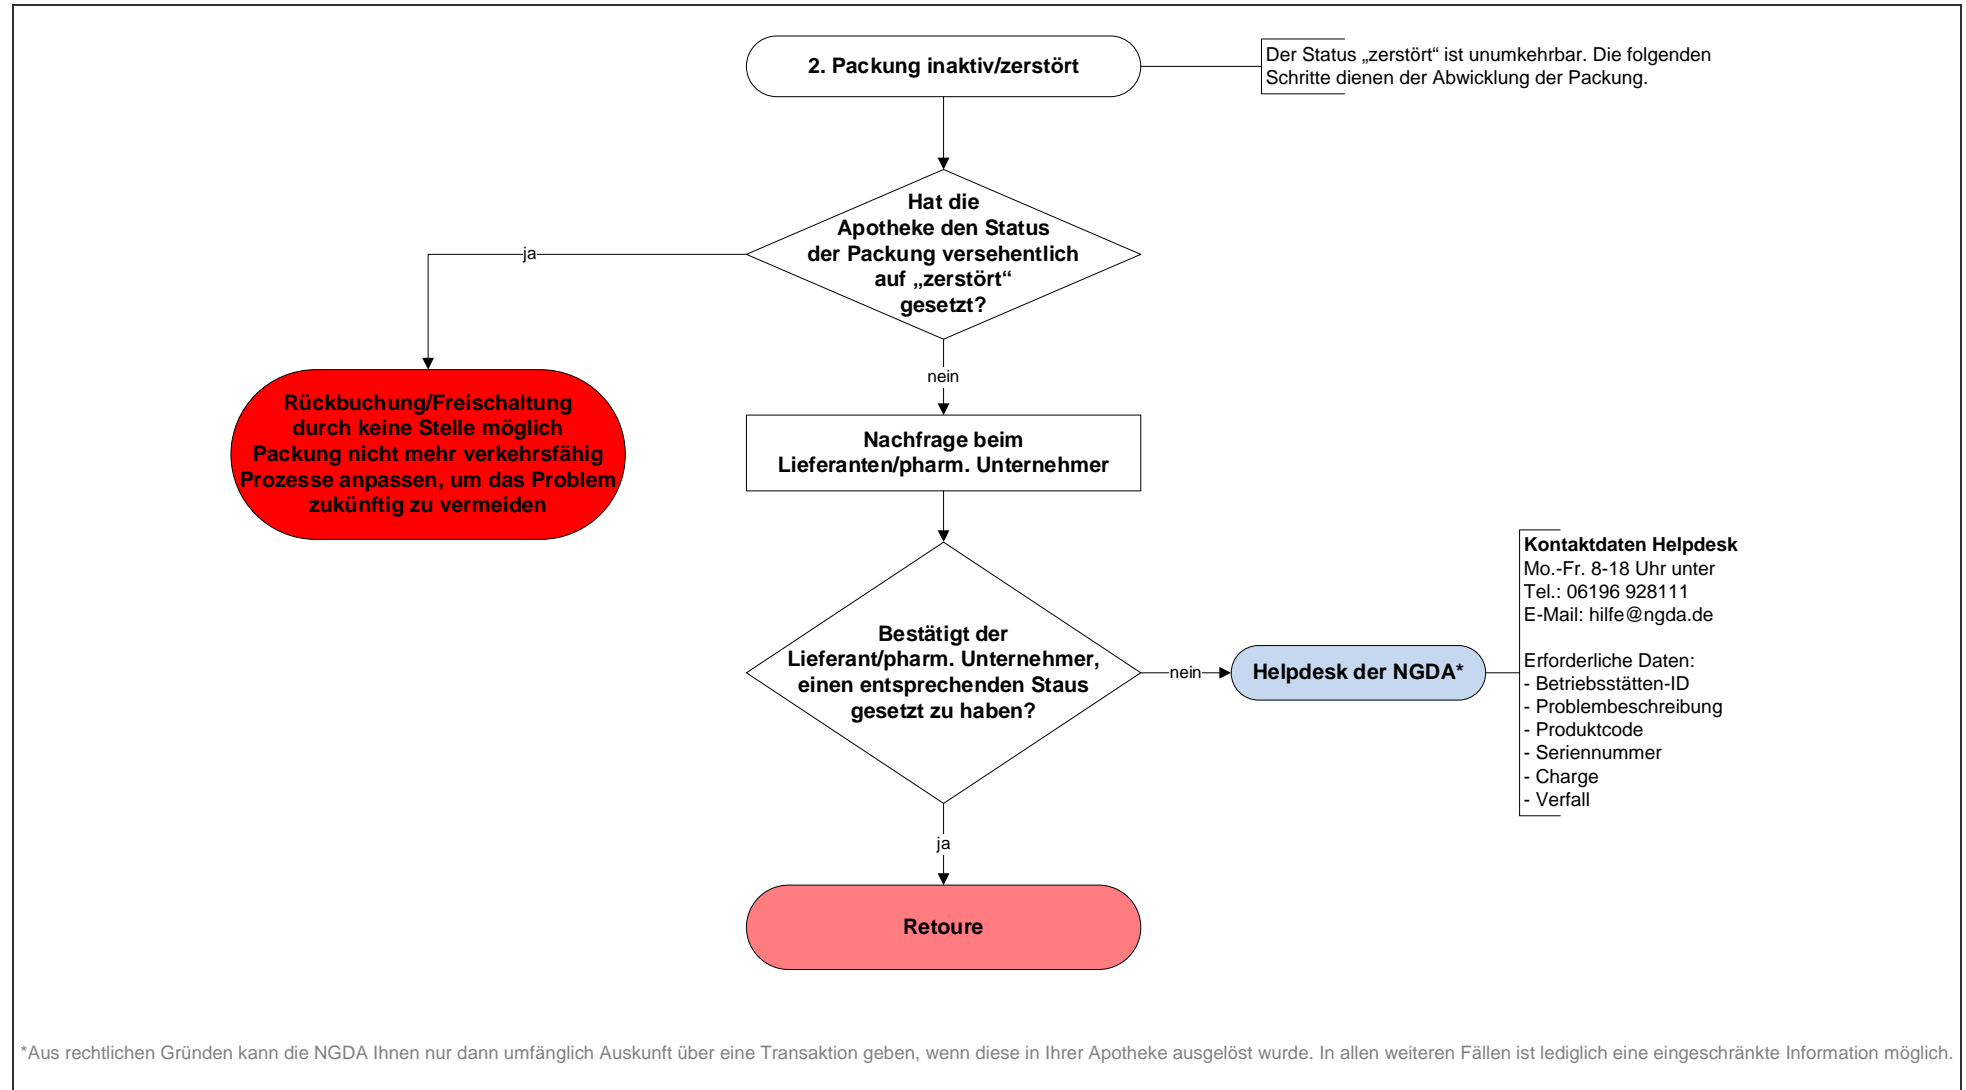 2. Packung inaktiv/zerstört
Der Status „zerstört“ ist unumkehrbar. Die folgenden
Schritte dienen der Abwicklung der Packung.
Hat die
Apotheke den Status
der Packung versehentlich
auf „zerstört“
gesetzt?
ja
nein
Rückbuchung/Freischaltung
durch keine Stelle möglich
Packung nicht mehr verkehrsfähig
Prozesse anpassen, um das Problem
zukünftig zu vermeiden
Nachfrage beim
Lieferanten/pharm. Unternehmer
Bestätigt der
Lieferant/pharm. Unternehmer,
einen entsprechenden Staus
gesetzt zu haben?
nein
Helpdesk der NGDA*
Kontaktdaten Helpdesk
Mo.-Fr. 8-18 Uhr unter
Tel.: 06196 928111
E-Mail: hilfe@ngda.de
Erforderliche Daten:
- Betriebsstätten-ID
- Problembeschreibung
- Produktcode
- Seriennummer
- Charge
- Verfall
ja
Retoure
*Aus rechtlichen Gründen kann die NGDA Ihnen nur dann umfänglich Auskunft über eine Transaktion geben, wenn diese in Ihrer Apotheke ausgelöst wurde. In allen weiteren Fällen ist lediglich eine eingeschränkte Information möglich.